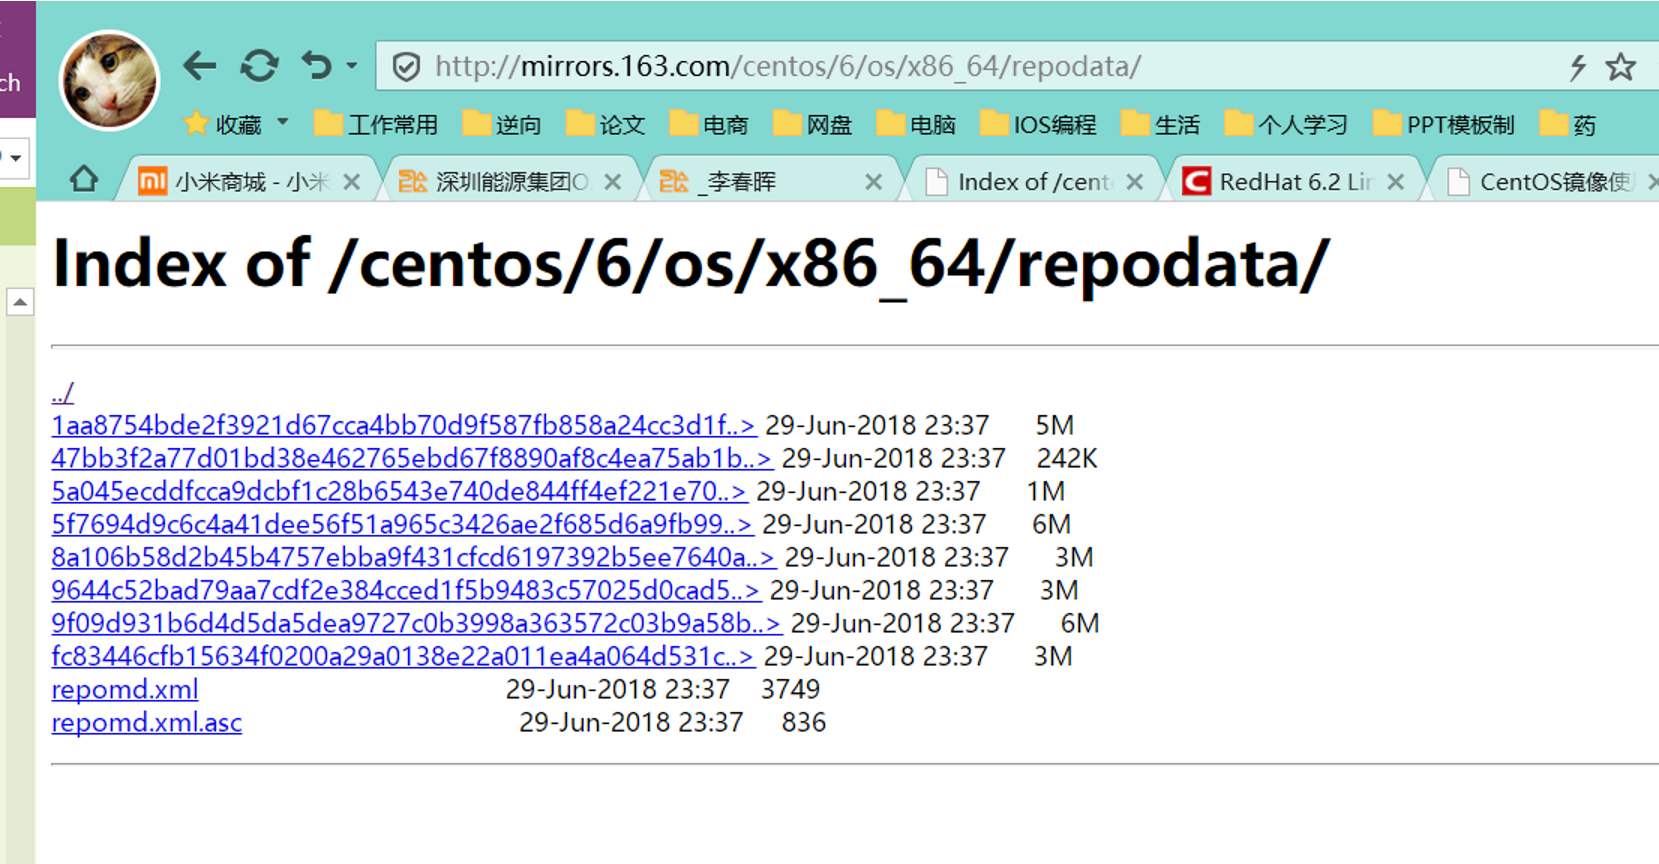 ch
http://mirrors.163.com/centos/6/os/x86_64/repodata/
收藏 工作常用 逆向 论文 电商 网盘 电脑 IOS编程 生活 个人学习 PPT模板制 药
小米商城 - 小米 深圳能源集团O _李春晖 Index of /cent RedHat 6.2 Lin CentOS镜像使
Index of /centos/6/os/x86_64/repodata/
../
1aa8754bde2f3921d67cca4bb70d9f587fb858a24cc3d1f..> 29-Jun-2018 23:37 5M
47bb3f2a77d01bd38e462765ebd67f8890af8c4ea75ab1b..> 29-Jun-2018 23:37 242K
5a045ecddfcca9dcbf1c28b6543e740de844ff4ef221e70..> 29-Jun-2018 23:37 1M
5f7694d9c6c4a41dee56f51a965c3426ae2f685d6a9fb99..> 29-Jun-2018 23:37 6M
8a106b58d2b45b4757ebba9f431cfcd6197392b5ee7640a..> 29-Jun-2018 23:37 3M
9644c52bad79aa7cdf2e384cced1f5b9483c57025d0cad5..> 29-Jun-2018 23:37 3M
9f09d931b6d4d5da5dea9727c0b3998a363572c03b9a58b..> 29-Jun-2018 23:37 6M
fc83446cfb15634f0200a29a0138e22a011ea4a064d531c..> 29-Jun-2018 23:37 3M
repomd.xml 29-Jun-2018 23:37 3749
repomd.xml.asc 29-Jun-2018 23:37 836